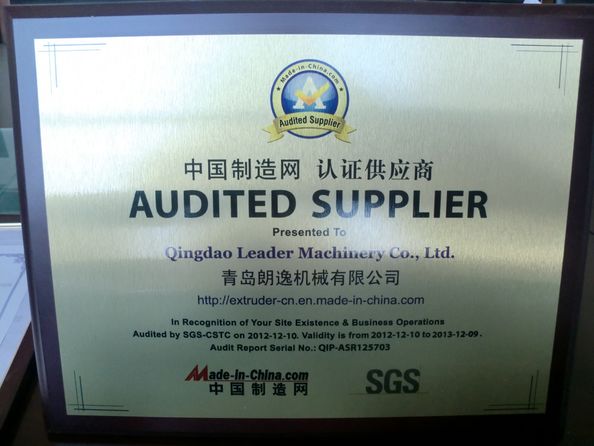 Made-in-China.com
Audited Supplier
中国制造网 认证供应商
AUDITED SUPPLIER
Presented To
Qingdao Leader Machinery Co., Ltd.
青岛朗逸机械有限公司
http://extruder-cn.en.made-in-china.com
In Recognition of Your Site Existence & Business Operations
Audited by SGS-CSTC on 2012-12-10. Validity is from 2012-12-10 to 2013-12-09.
Audit Report Serial No.: QIP-ASR125703
Made-in-China.com
中国制造网
SGS